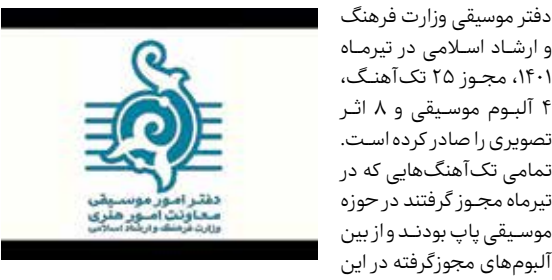 دفتر موسیقی وزارت فرهنگ
و ارشاد اسلامی در تیرماه
۱۴۰۱، مجوز ۲۵ تک‌آهنگ،
۴ آلبوم موسیقی و ۸ اثر
تصویری را صادر کرده است.
تمامی تک‌آهنگ‌هایی که در
تیرماه مجوز گرفتند در حوزه
موسیقی پاپ بودند و از بین
آلبوم‌های مجوزگرفته در این
دفتر امور موسیقی
معاونت امور هنری
وزارت فرهنگ و ارشاد اسلامی